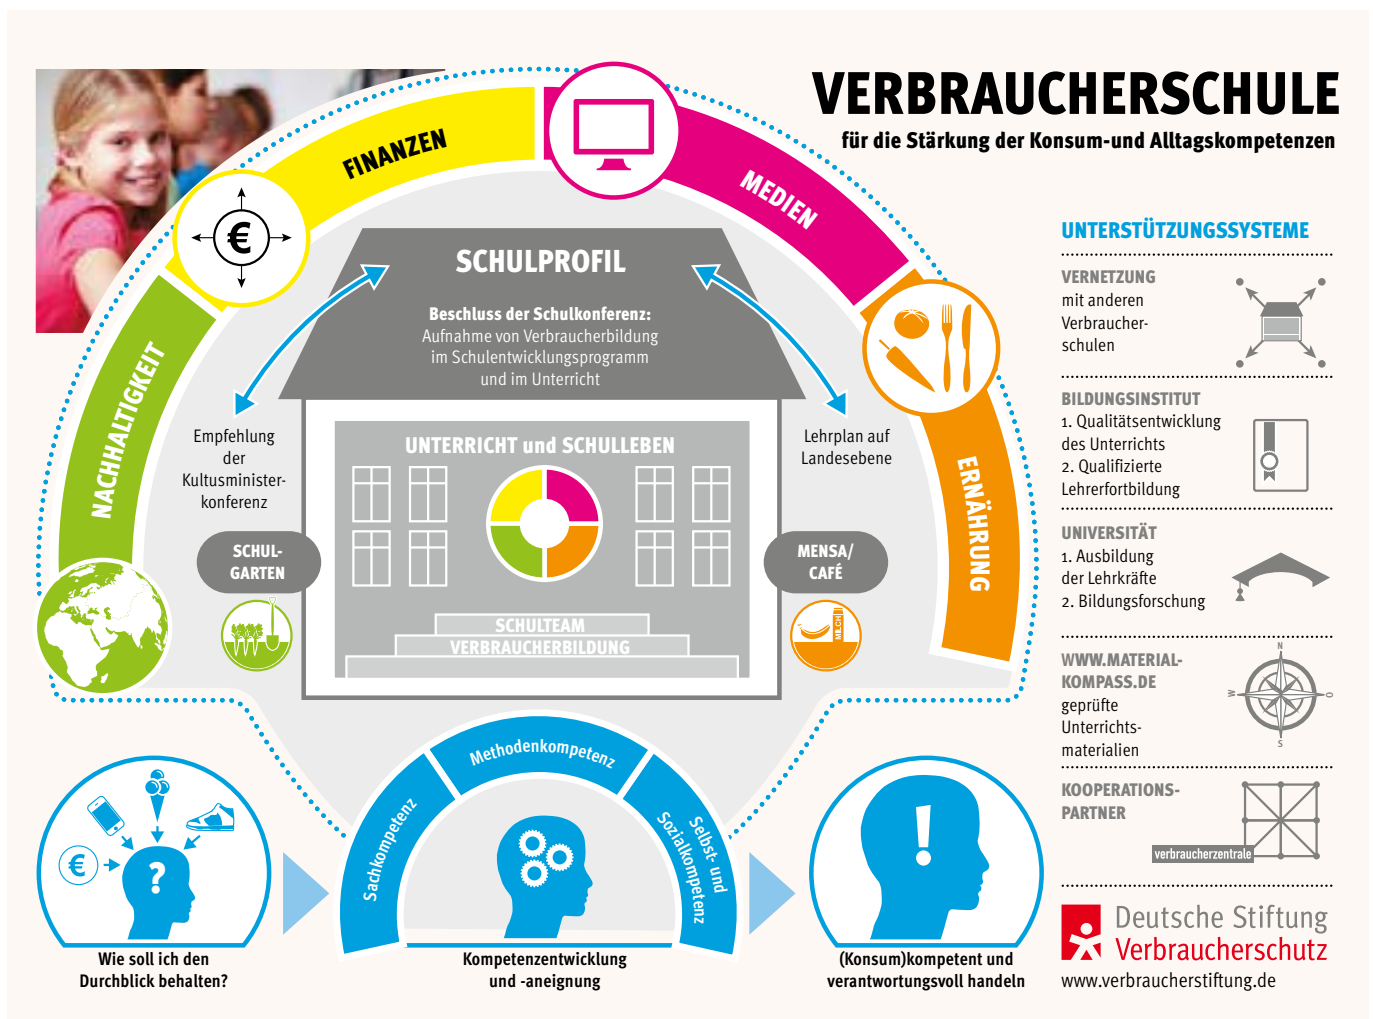 VERBRAUCHERSCHULE
für die Stärkung der Konsum-und Alltagskompetenzen
FINANZEN
MEDIEN
NACHHALTIGKEIT
ERNÄHRUNG
€
SCHULPROFIL
Beschluss der Schulkonferenz:
Aufnahme von Verbraucherbildung
im Schulentwicklungsprogramm
und im Unterricht
Empfehlung
der
Kultusminister-
konferenz
Lehrplan auf
Landesebene
UNTERRICHT und SCHULLEBEN
SCHUL-
GARTEN
MENSA/
CAFÉ
MILCH
SCHULTEAM
VERBRAUCHERBILDUNG
Sachkompetenz
Methodenkompetenz
Selbst- und
Sozialkompetenz
€
?
!
Wie soll ich den
Durchblick behalten?
Kompetenzentwicklung
und -aneignung
(Konsum)kompetent und
verantwortungsvoll handeln
UNTERSTÜTZUNGSSYSTEME
VERNETZUNG
mit anderen
Verbraucher-
schulen
BILDUNGSINSTITUT
1. Qualitätsentwicklung
des Unterrichts
2. Qualifizierte
Lehrerfortbildung
UNIVERSITÄT
1. Ausbildung
der Lehrkräfte
2. Bildungsforschung
WWW.MATERIAL-
KOMPASS.DE
geprüfte
Unterrichts-
materialien
N
W
O
S
KOOPERATIONS-
PARTNER
verbraucherzentrale
Deutsche Stiftung
Verbraucherschutz
www.verbraucherstiftung.de